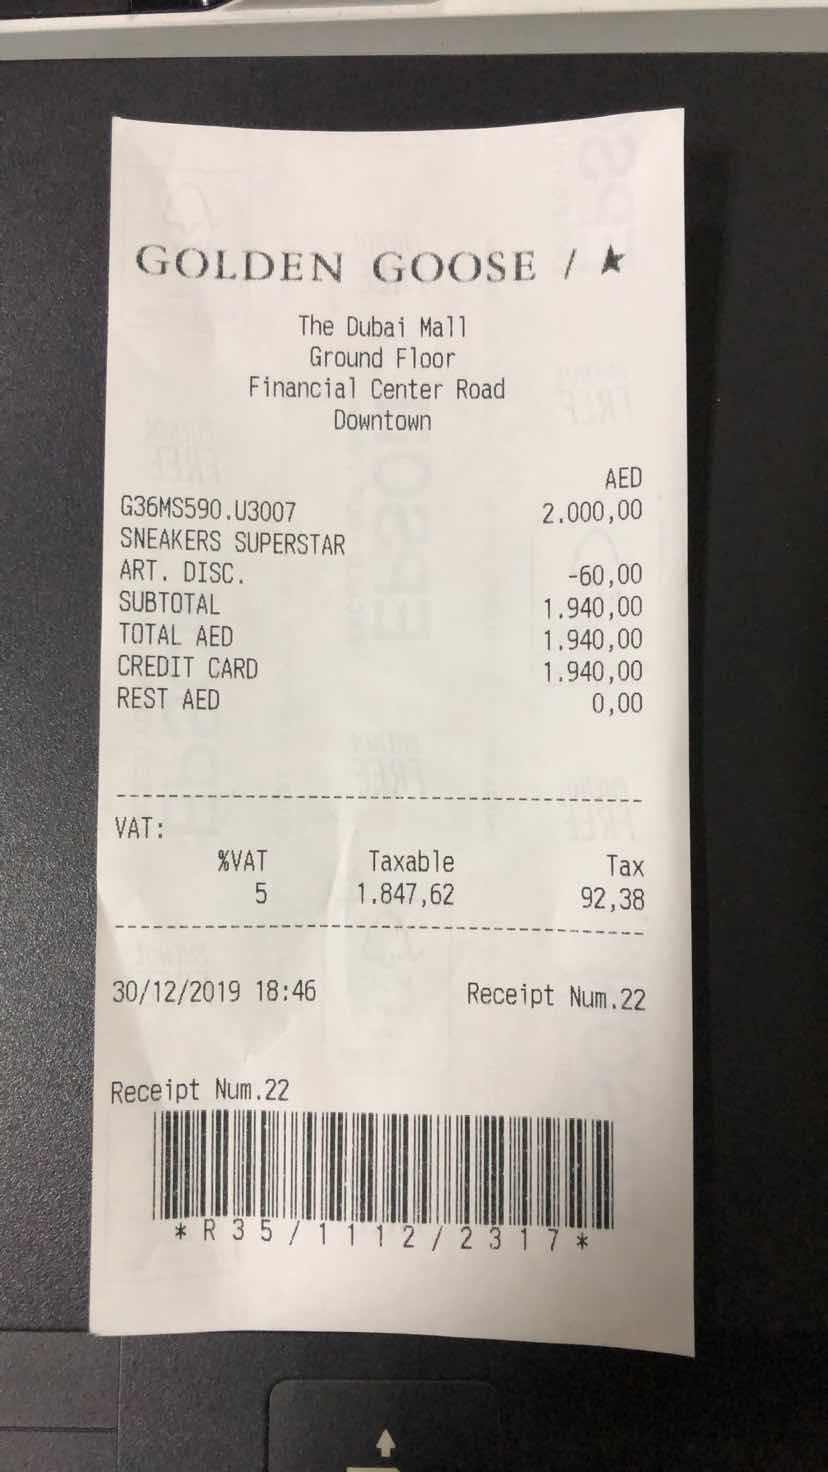 GOLDEN GOOSE / ★
The Dubai Mall
Ground Floor
Financial Center Road
Downtown
AED
G36MS590.U3007 2.000,00
SNEAKERS SUPERSTAR
ART. DISC. -60,00
SUBTOTAL 1.940,00
TOTAL AED 1.940,00
CREDIT CARD 1.940,00
REST AED 0,00
VAT:
%VAT Taxable Tax
5 1.847,62 92,38
30/12/2019 18:46 Receipt Num.22
Receipt Num.22
*R35/1112/2317*